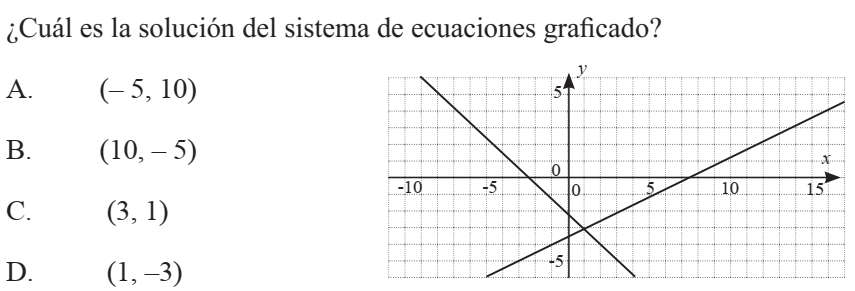 ¿Cuál es la solución del sistema de ecuaciones graficado?
A. (– 5, 10)
B. (10, – 5)
C. (3, 1)
D. (1, –3)
y
5
0
x
-10 -5 0 5 10 15
-5